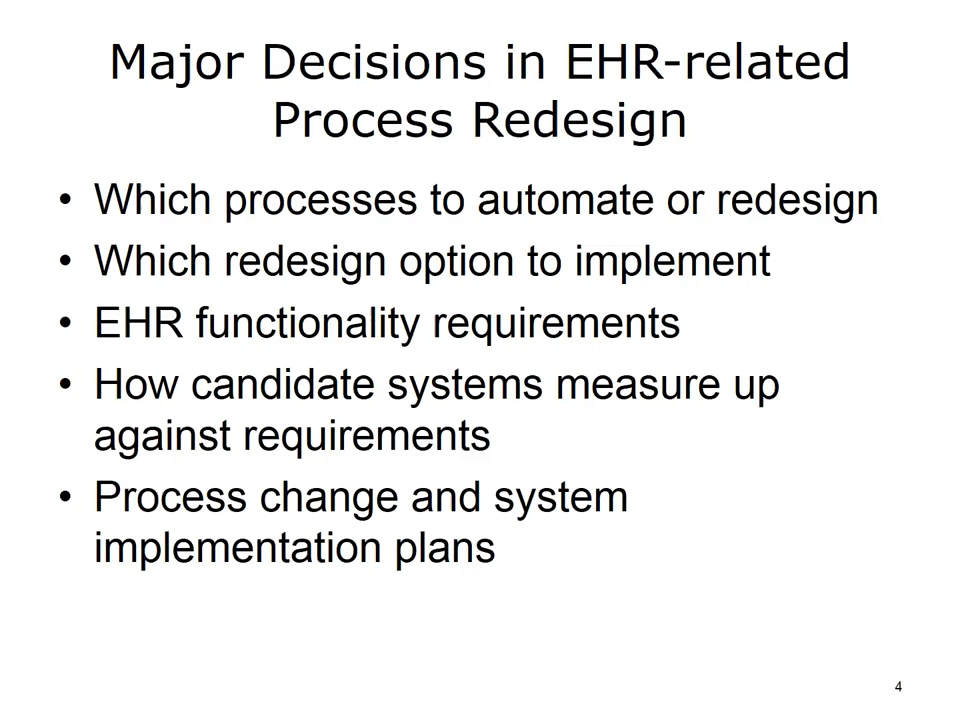 Major Decisions in EHR-related
Process Redesign
• Which processes to automate or redesign
• Which redesign option to implement
• EHR functionality requirements
• How candidate systems measure up
against requirements
• Process change and system
implementation plans
4